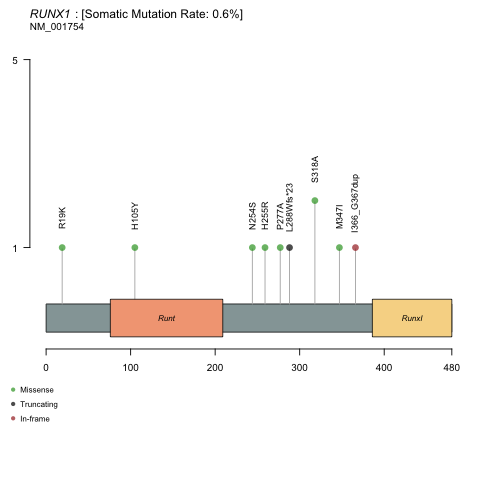 RUNX1 : [Somatic Mutation Rate: 0.6%]
NM_001754
5
1
R19K
H105Y
N254S
H255R
P277A
L288Wfs*23
S318A
M347I
I366_G367dup
Runt
RunxI
0
100
200
300
400
480
Missense
Truncating
In-frame